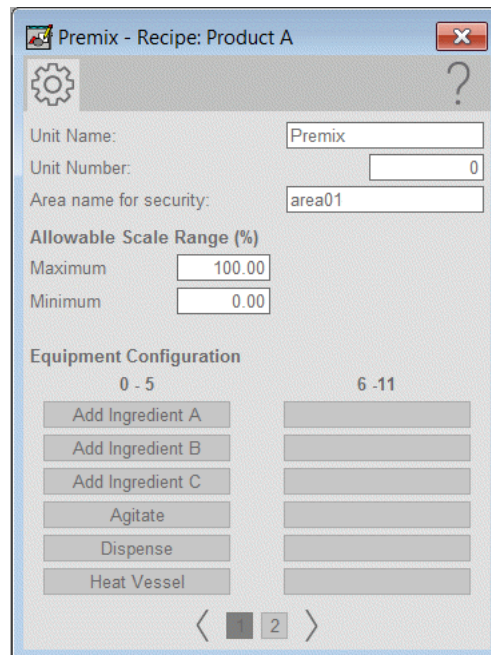 Premix - Recipe: Product A
?
Unit Name: Premix
Unit Number: 0
Area name for security: area01
Allowable Scale Range (%)
Maximum 100.00
Minimum 0.00
Equipment Configuration
0 - 5 6 -11
Add Ingredient A
Add Ingredient B
Add Ingredient C
Agitate
Dispense
Heat Vessel
1 2